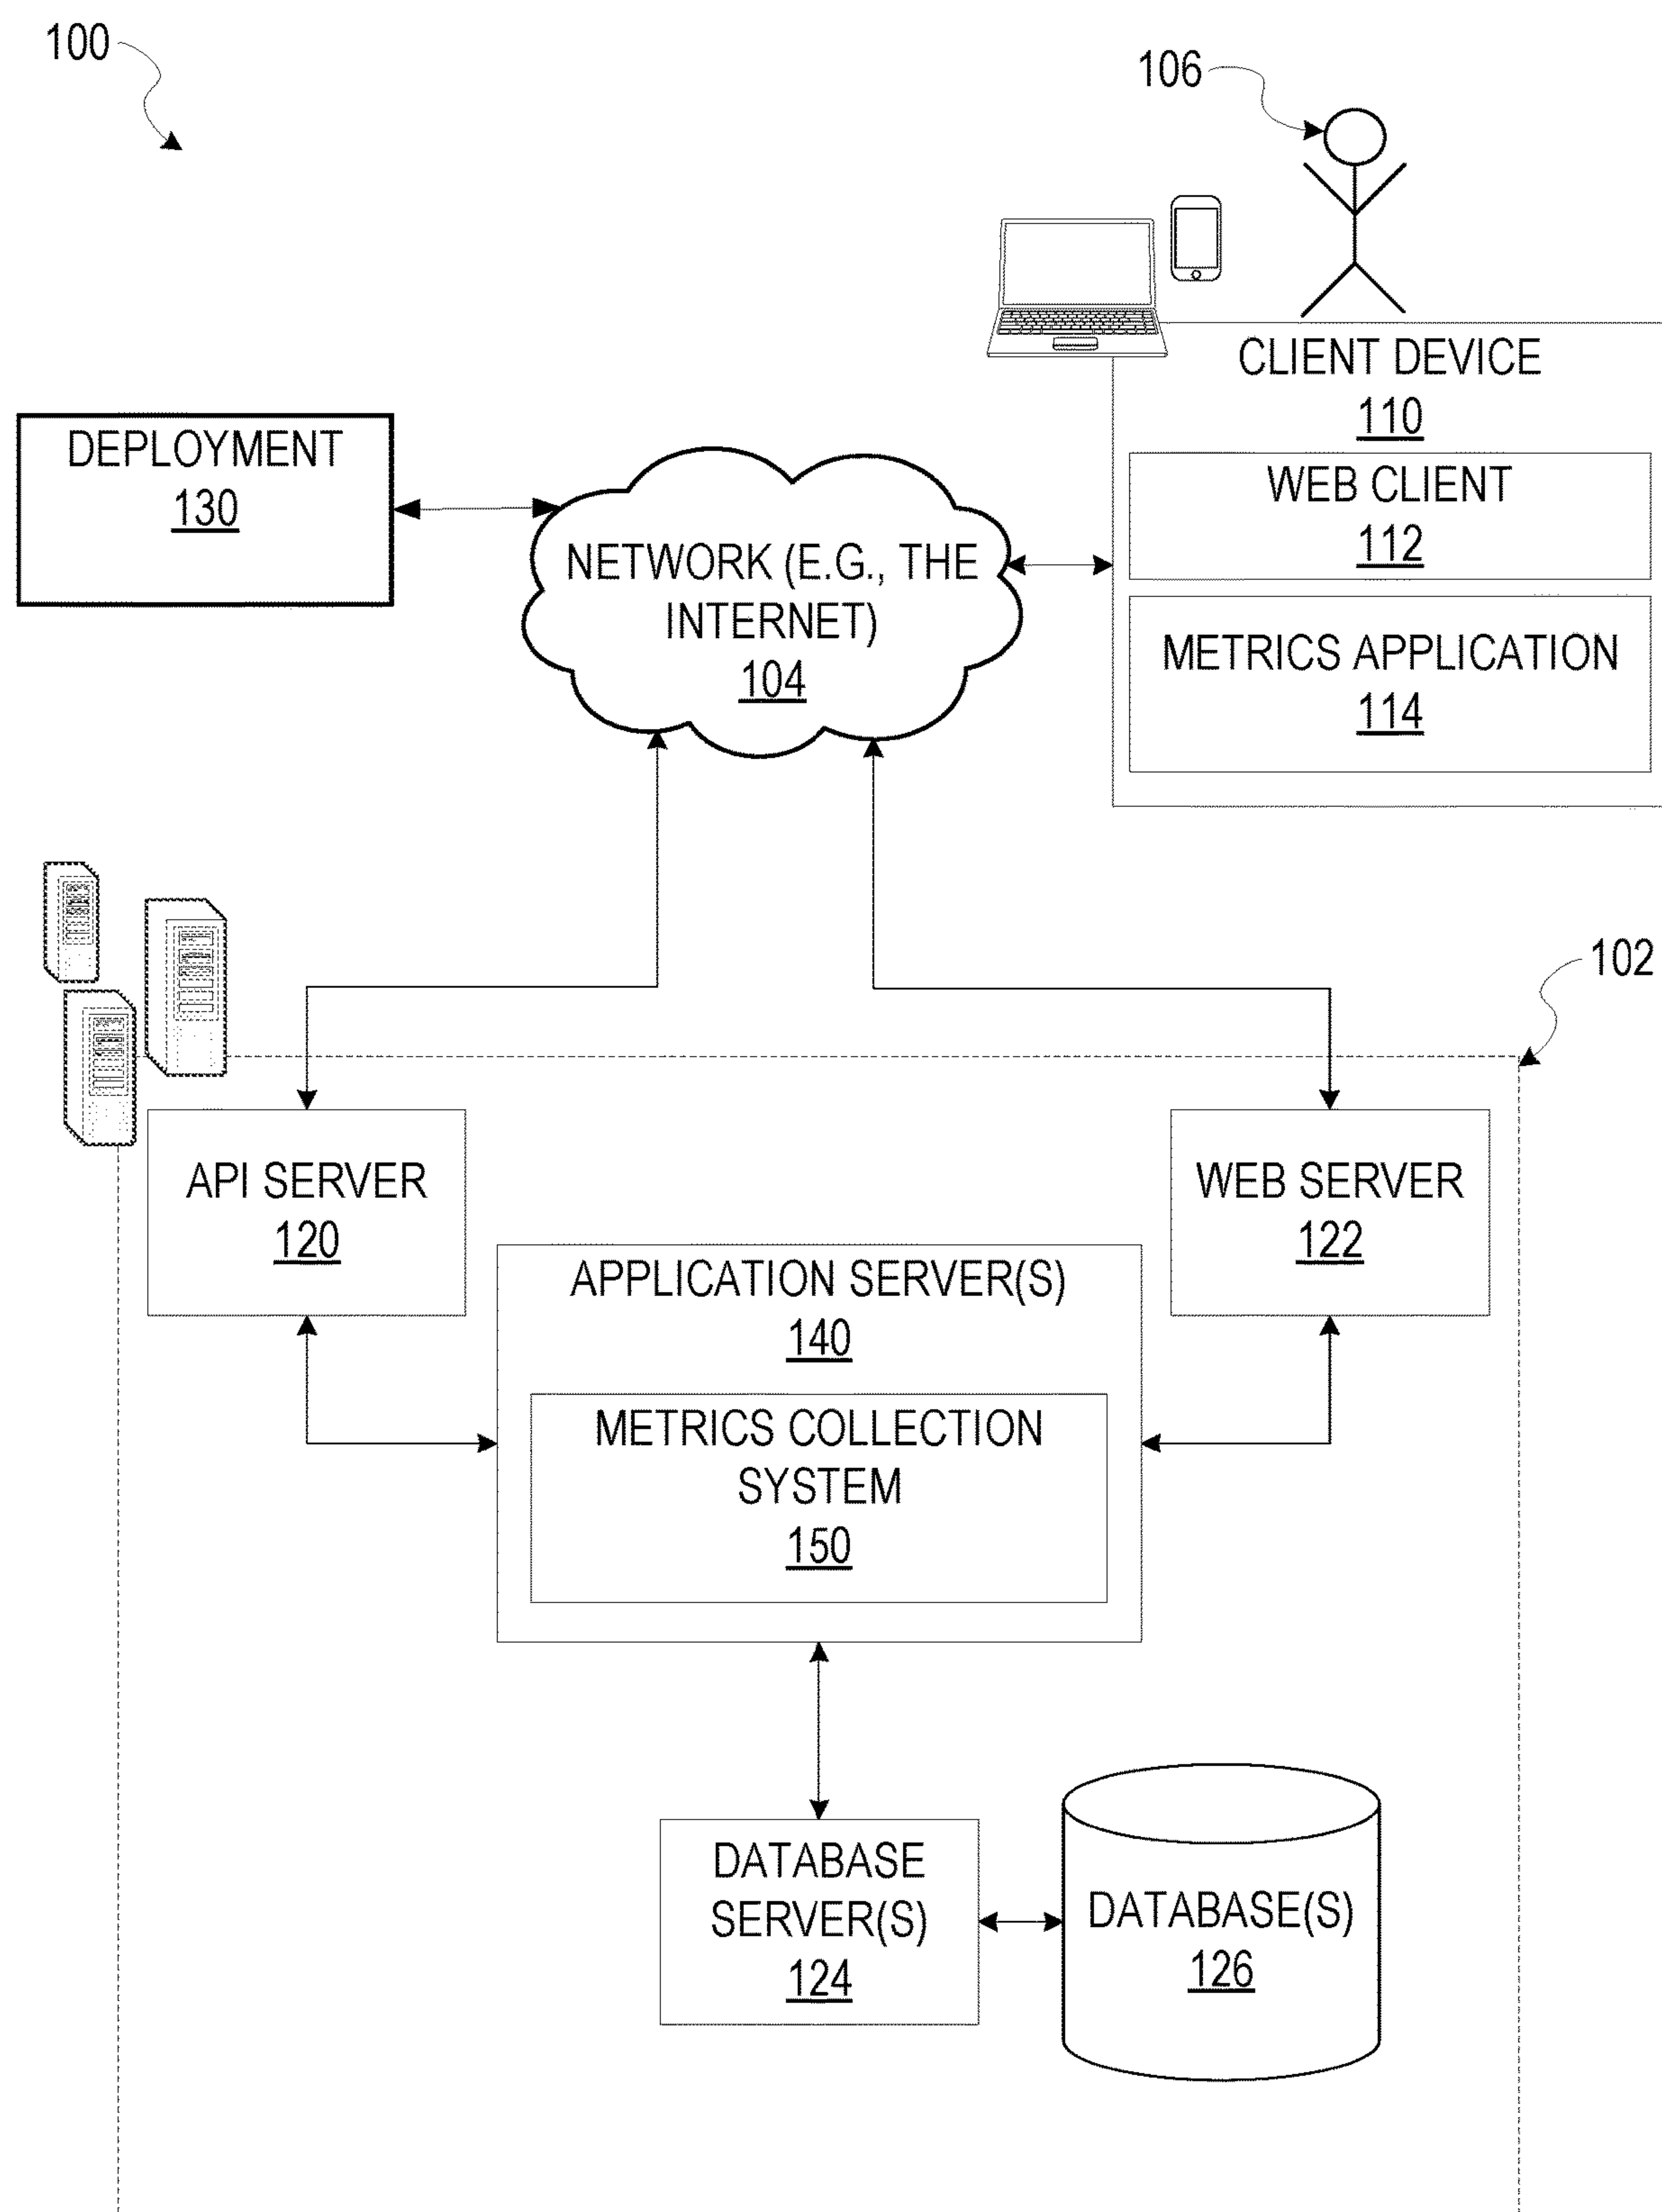 100
106
CLIENT DEVICE
110
WEB CLIENT
112
METRICS APPLICATION
114
DEPLOYMENT
130
NETWORK (E.G., THE
INTERNET)
104
102
API SERVER
120
WEB SERVER
122
APPLICATION SERVER(S)
140
METRICS COLLECTION
SYSTEM
150
DATABASE
SERVER(S)
124
DATABASE(S)
126